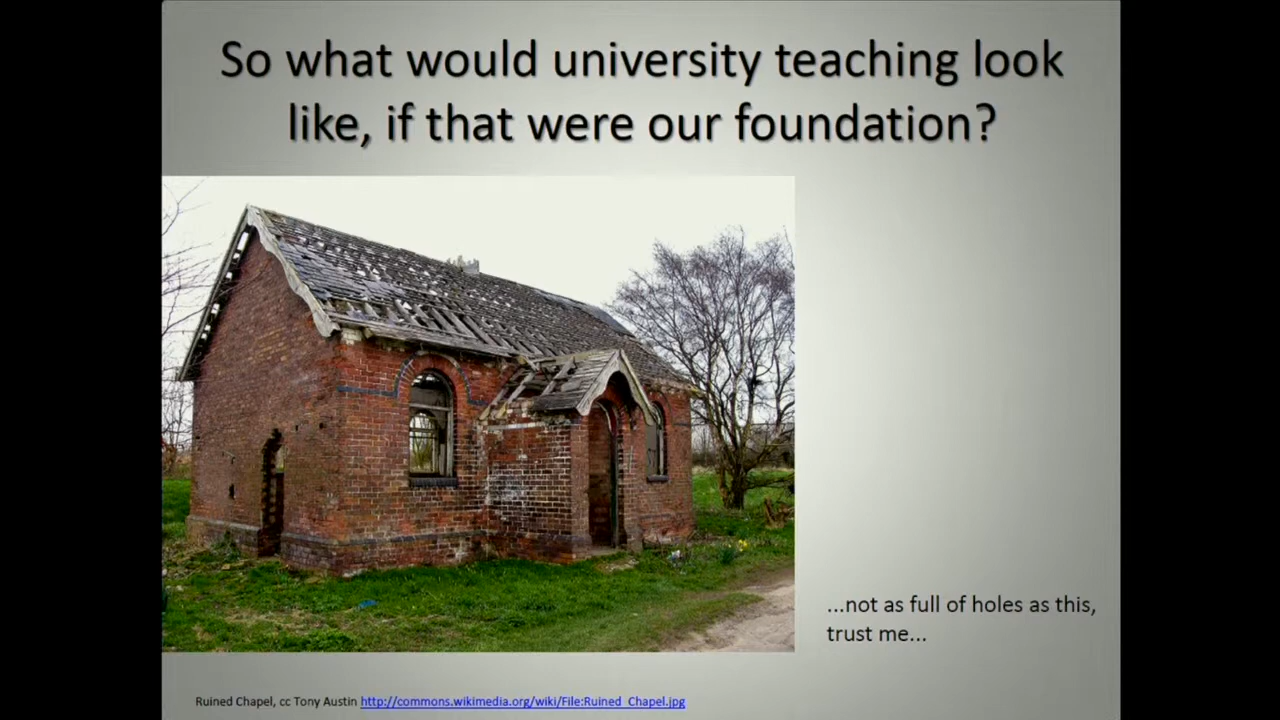 So what would university teaching look
like, if that were our foundation?
...not as full of holes as this,
trust me...
Ruined Chapel, cc Tony Austin http://commons.wikimedia.org/wiki/File:Ruined_Chapel.jpg